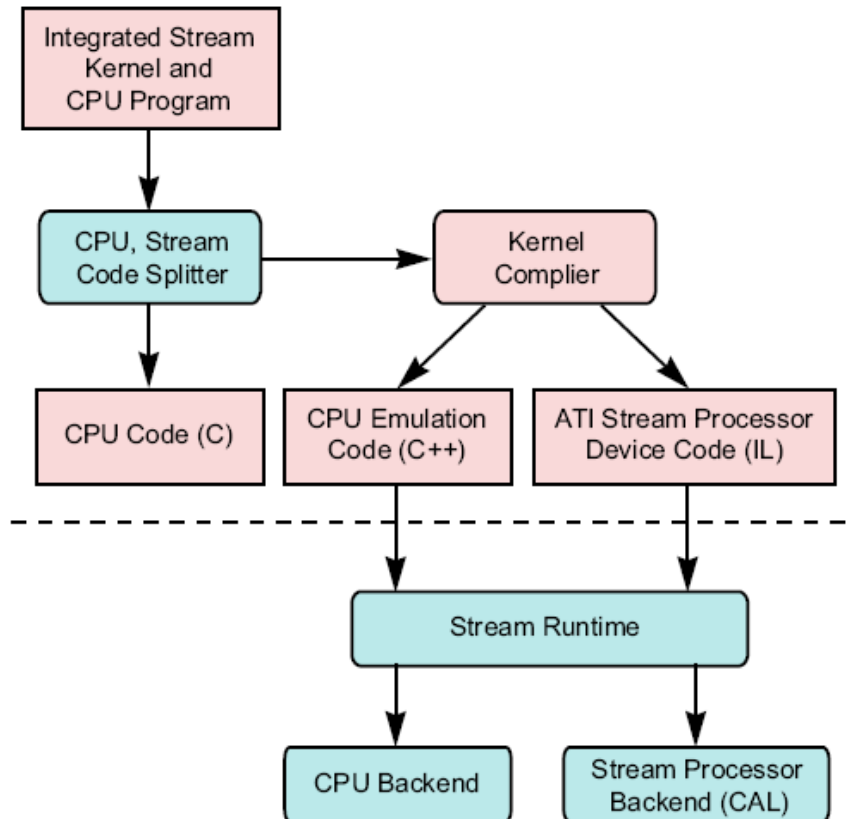 Integrated Stream
Kernel and
CPU Program
CPU, Stream
Code Splitter
Kernel
Complier
CPU Code (C)
CPU Emulation
Code (C++)
ATI Stream Processor
Device Code (IL)
Stream Runtime
CPU Backend
Stream Processor
Backend (CAL)